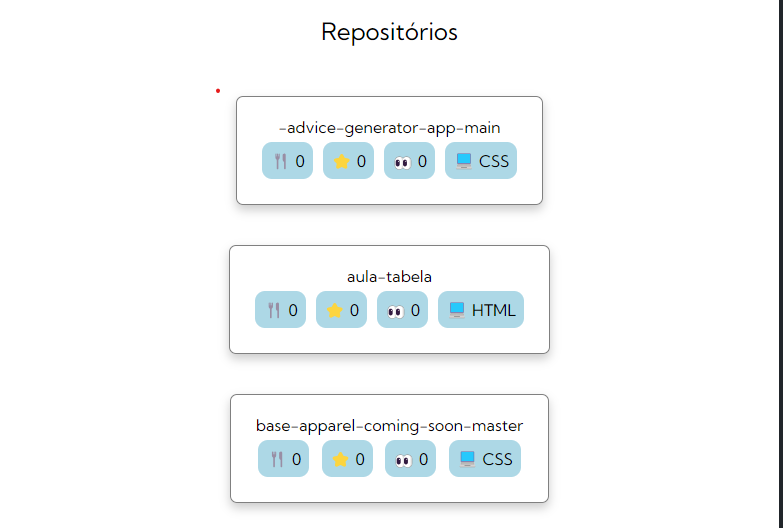 Repositórios
-advice-generator-app-main
🍴 0 ⭐ 0 👀 0 💻 CSS
aula-tabela
🍴 0 ⭐ 0 👀 0 💻 HTML
base-apparel-coming-soon-master
🍴 0 ⭐ 0 👀 0 💻 CSS